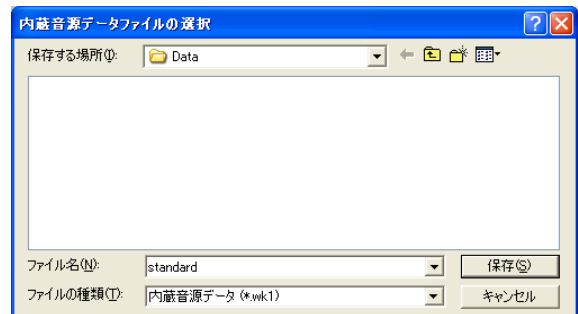 内蔵音源データファイルの選択
保存する場所(I):
Data
ファイル名(N):
standard
保存(S)
ファイルの種類(T):
内蔵音源データ (*.wk1)
キャンセル